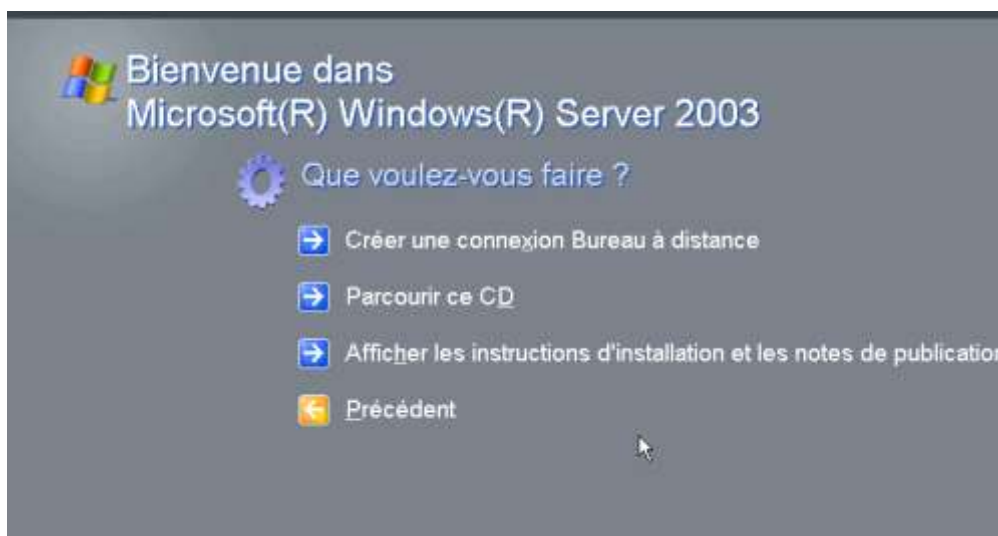 Bienvenue dans
Microsoft(R) Windows(R) Server 2003
Que voulez-vous faire ?
Créer une connexion Bureau à distance
Parcourir ce CD
Afficher les instructions d'installation et les notes de publication
Précédent